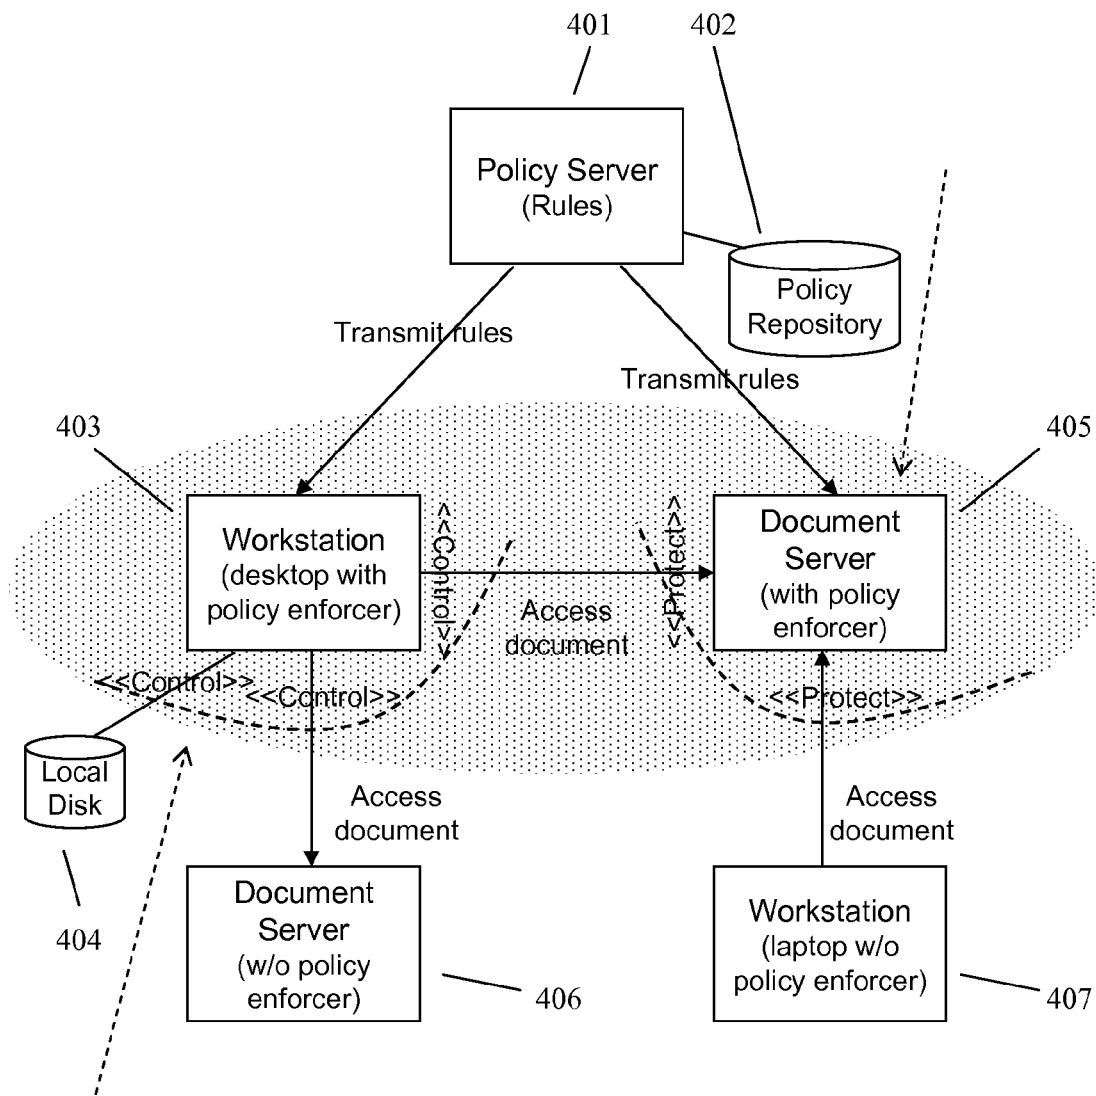 401
402
Policy Server
(Rules)
Policy
Repository
Transmit rules
Transmit rules
403
405
Workstation
(desktop with
policy enforcer)
<<Control>>
<<Protect>>
Document
Server
(with policy
enforcer)
Access
document
<<Control>>
<<Control>>
<<Protect>>
Local
Disk
Access
document
Access
document
404
Document
Server
(w/o policy
enforcer)
406
Workstation
(laptop w/o
policy enforcer)
407